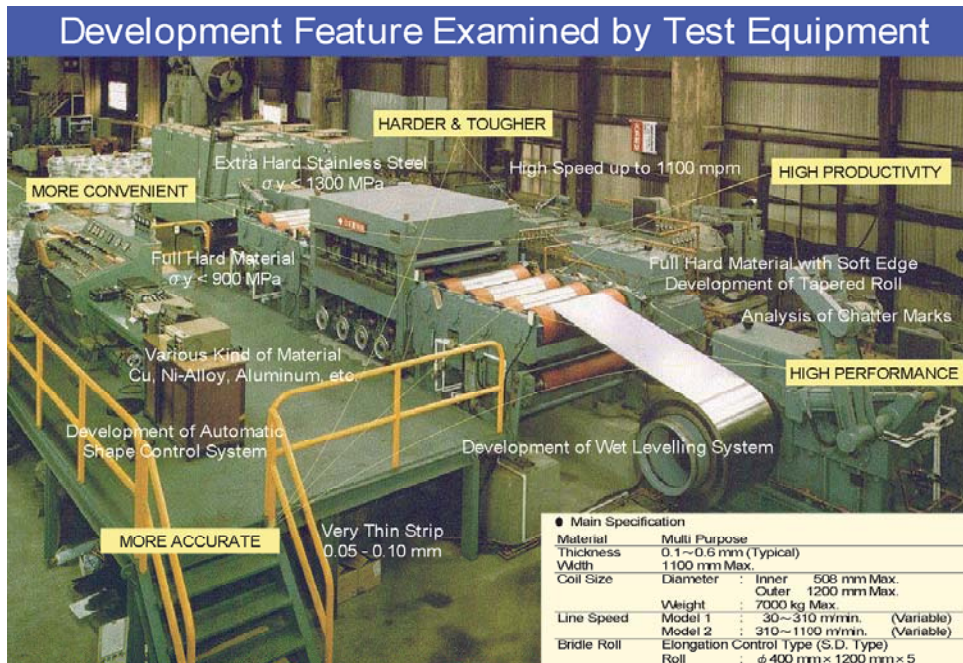 Development Feature Examined by Test Equipment
HARDER & TOUGHER
Extra Hard Stainless Steel
σy < 1300 MPa
High Speed up to 1100 mpm
HIGH PRODUCTIVITY
MORE CONVENIENT
Full Hard Material
σy < 900 MPa
Full Hard Material with Soft Edge
Development of Tapered Roll
Analysis of Chatter Marks
Various Kind of Material
Cu, Ni-Alloy, Aluminum, etc
HIGH PERFORMANCE
Development of Automatic
Shape Control System
Development of Wet Levelling System
MORE ACCURATE
Very Thin Strip
0.05 - 0.10 mm
● Main Specification
Material Multi Purpose
Thickness 0.1~0.6 mm (Typical)
Width 1100 mm Max.
Coil Size Diameter : Inner 508 mm Max.
Outer 1200 mm Max.
Weight : 7000 kg Max.
Line Speed Model 1 : 30~310 m/min. (Variable)
Model 2 : 310~1100 m/min. (Variable)
Bridle Roll Elongation Control Type (S.D. Type)
Roll : φ400 mm×1200 mm×5